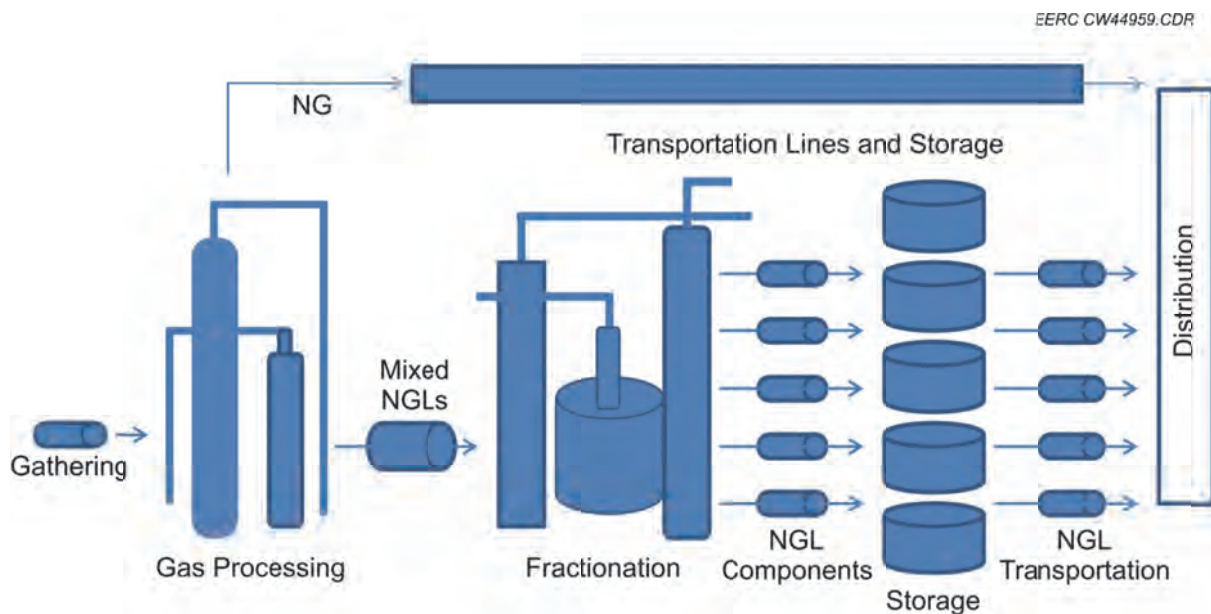 EERC CW44959.CDR
NG
Transportation Lines and Storage
Mixed
NGLs
Gathering
Gas Processing
Fractionation
NGL
Components
Storage
NGL
Transportation
Distribution